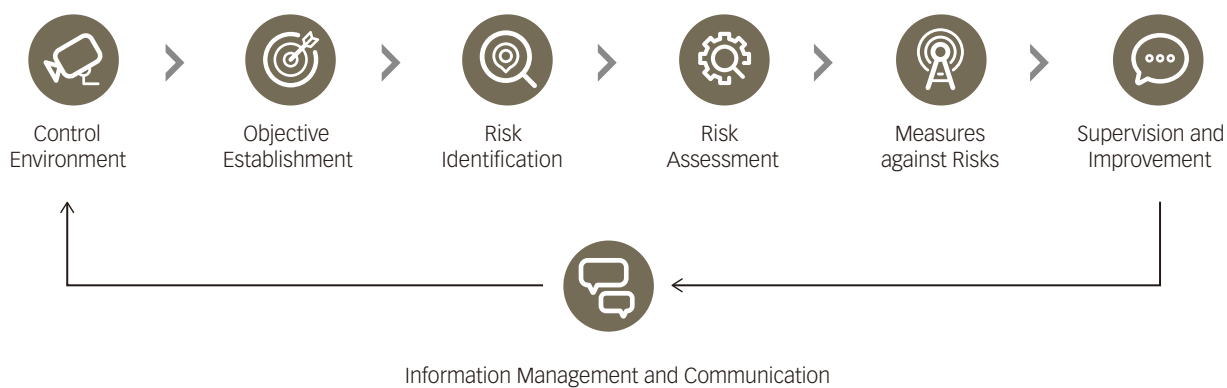 Control
Environment
Objective
Establishment
Risk
Identification
Risk
Assessment
Measures
against Risks
Supervision and
Improvement
Information Management and Communication